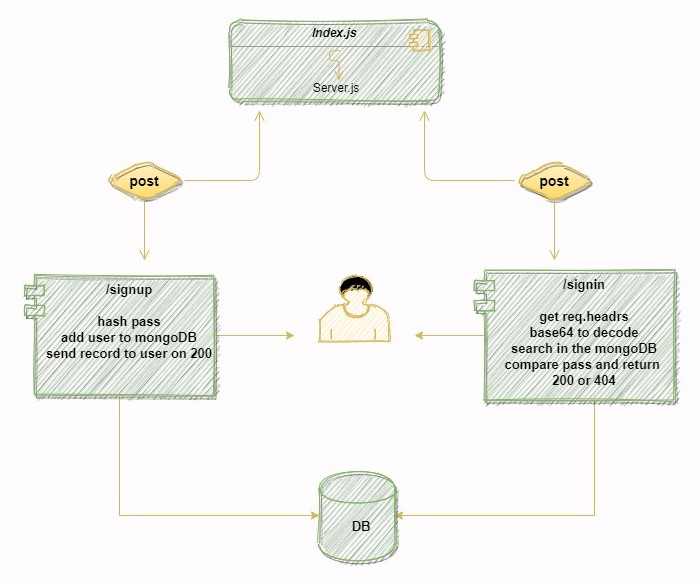 Index.js
Server.js
post
post
/signup
hash pass
add user to mongoDB
send record to user on 200
/signin
get req.headrs
base64 to decode
search in the mongoDB
compare pass and return
200 or 404
DB